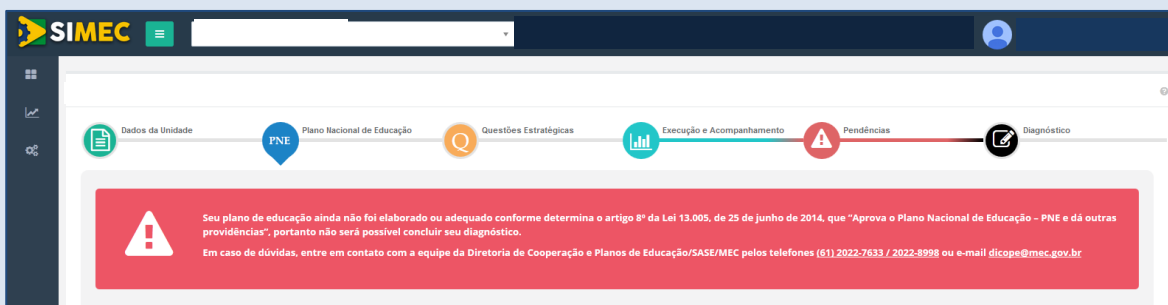 SIMEC
Dados da Unidade
PNE
Plano Nacional de Educação
Q
Questões Estratégicas
Execução e Acompanhamento
Pendências
Diagnóstico
Seu plano de educação ainda não foi elaborado ou adequado conforme determina o artigo 8º da Lei 13.005, de 25 de junho de 2014, que "Aprova o Plano Nacional de Educação – PNE e dá outras
providências", portanto não será possível concluir seu diagnóstico.
Em caso de dúvidas, entre em contato com a equipe da Diretoria de Cooperação e Planos de Educação/SASE/MEC pelos telefones (61) 2022-7633 / 2022-8998 ou e-mail dicope@mec.gov.br